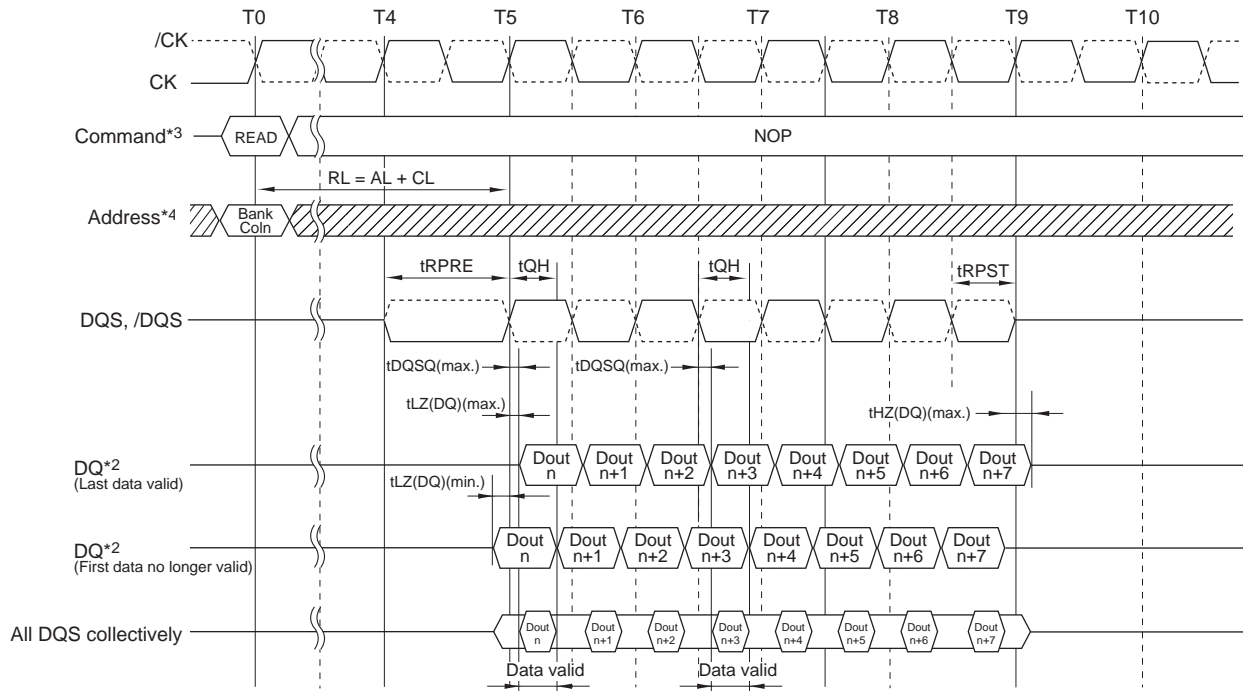 T0 T4 T5 T6 T7 T8 T9 T10
/CK
CK
Command*3 READ NOP
RL = AL + CL
Address*4 Bank
Coln
tRPRE tQH tQH tRPST
DQS, /DQS
tDQSQ(max.) tDQSQ(max.)
tLZ(DQ)(max.) tHZ(DQ)(max.)
DQ*2
(Last data valid)
Dout
n
Dout
n+1
Dout
n+2
Dout
n+3
Dout
n+4
Dout
n+5
Dout
n+6
Dout
n+7
tLZ(DQ)(min.)
DQ*2
(First data no longer valid)
Dout
n
Dout
n+1
Dout
n+2
Dout
n+3
Dout
n+4
Dout
n+5
Dout
n+6
Dout
n+7
All DQS collectively
Dout
n
Dout
n+1
Dout
n+2
Dout
n+3
Dout
n+4
Dout
n+5
Dout
n+6
Dout
n+7
Data valid Data valid